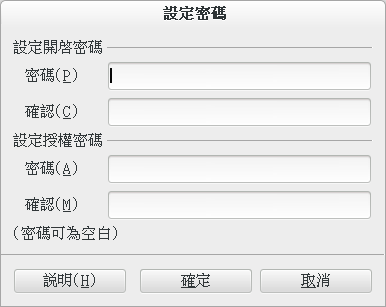 設定密碼
設定開啓密碼
密碼(P)
確認(C)
設定授權密碼
密碼(A)
確認(M)
(密碼可為空白)
説明(H) 確定 取消